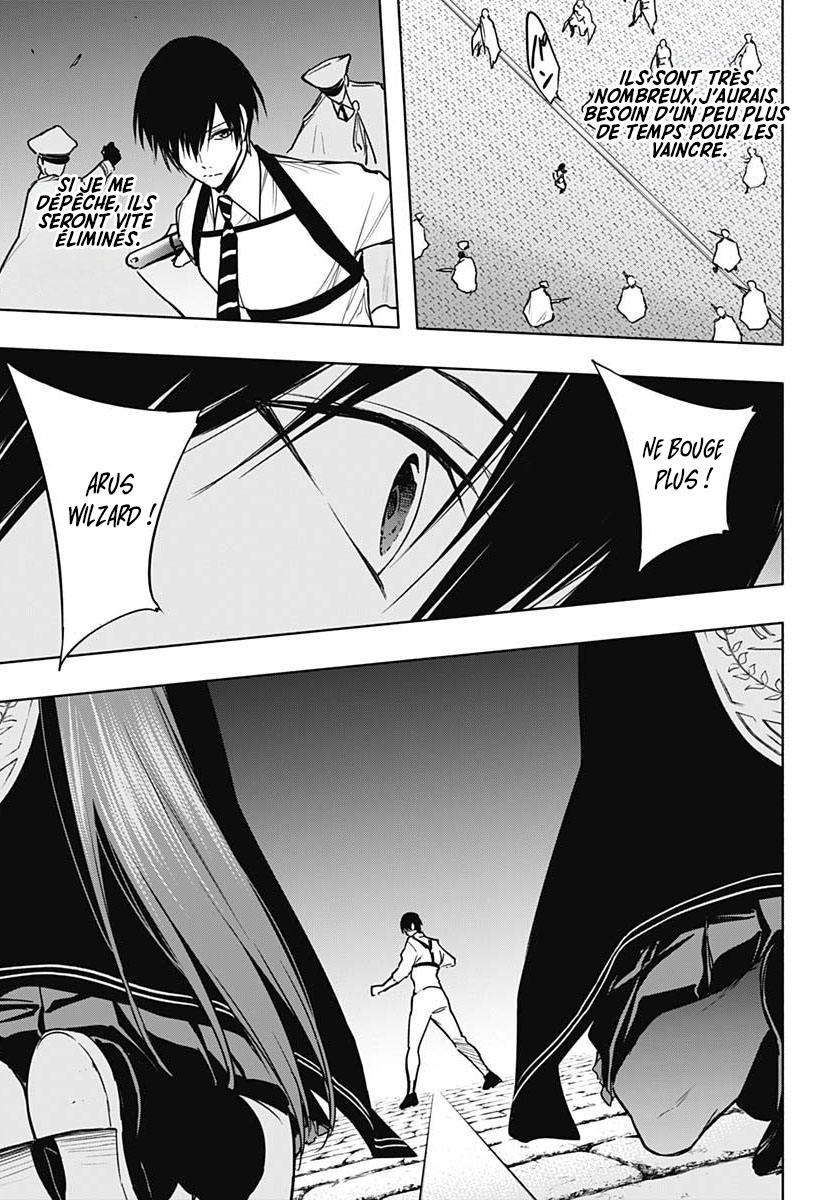 ILS SONT TRÈS
NOMBREUX, J'AURAIS
BESOIN D'UN PEU PLUS
DE TEMPS POUR LES
VAINCRE.
SI JE ME
DÉPÊCHE, ILS
SERONT VITE
ÉLIMINÉS.
NE BOUGE
PLUS !
ARUS
WILZARD !